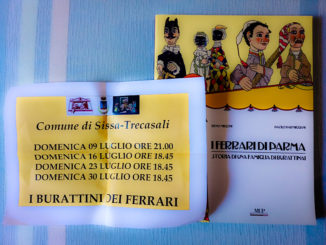 Comune di Sissa-Trecasali
DOMENICA 09 LUGLIO ORE 21.00
DOMENICA 16 LUGLIO ORE 18.45
DOMENICA 23 LUGLIO ORE 18.45
DOMENICA 30 LUGLIO ORE 18.45
I BURATTINI DEI FERRARI
I FERRARI DI PARMA
STORIA DI UNA FAMIGLIA DI BURATTINAI